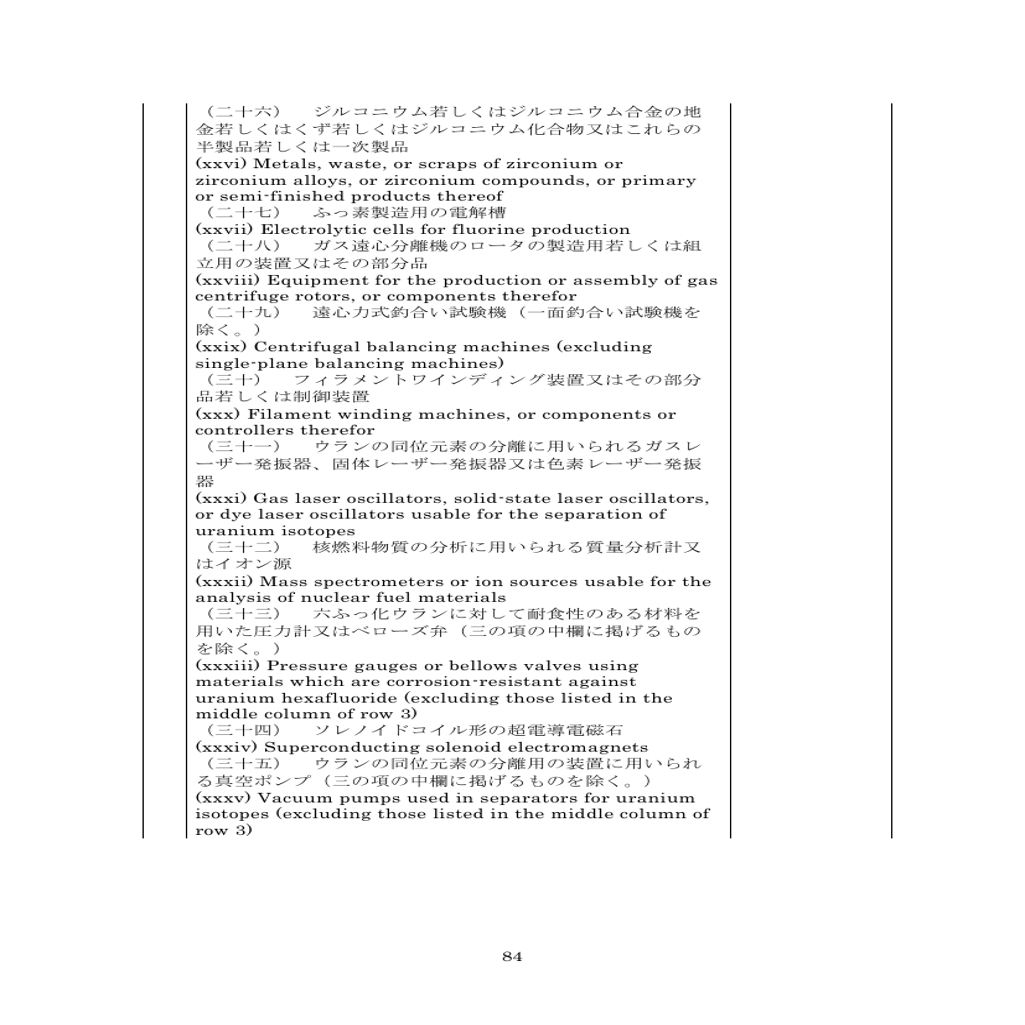 （二十六）　ジルコニウム若しくはジルコニウム合金の地
金若しくはくず若しくはジルコニウム化合物又はこれらの
半製品若しくは一次製品
(xxvi) Metals, waste, or scraps of zirconium or
zirconium alloys, or zirconium compounds, or primary
or semi-finished products thereof
（二十七）　ふっ素製造用の電解槽
(xxvii) Electrolytic cells for fluorine production
（二十八）　ガス遠心分離機のロータの製造用若しくは組
立用の装置又はその部分品
(xxviii) Equipment for the production or assembly of gas
centrifuge rotors, or components therefor
（二十九）　遠心力式釣合い試験機（一面釣合い試験機を
除く。）
(xxix) Centrifugal balancing machines (excluding
single-plane balancing machines)
（三十）　フィラメントワインディング装置又はその部分
品若しくは制御装置
(xxx) Filament winding machines, or components or
controllers therefor
（三十一）　ウランの同位元素の分離に用いられるガスレ
ーザー発振器、固体レーザー発振器又は色素レーザー発振
器
(xxxi) Gas laser oscillators, solid-state laser oscillators,
or dye laser oscillators usable for the separation of
uranium isotopes
（三十二）　核燃料物質の分析に用いられる質量分析計又
はイオン源
(xxxii) Mass spectrometers or ion sources usable for the
analysis of nuclear fuel materials
（三十三）　六ふっ化ウランに対して耐食性のある材料を
用いた圧力計又はベローズ弁（三の項の中欄に掲げるもの
を除く。）
(xxxiii) Pressure gauges or bellows valves using
materials which are corrosion-resistant against
uranium hexafluoride (excluding those listed in the
middle column of row 3)
（三十四）　ソレノイドコイル形の超電導電磁石
(xxxiv) Superconducting solenoid electromagnets
（三十五）　ウランの同位元素の分離用の装置に用いられ
る真空ポンプ（三の項の中欄に掲げるものを除く。）
(xxxv) Vacuum pumps used in separators for uranium
isotopes (excluding those listed in the middle column of
row 3)
84